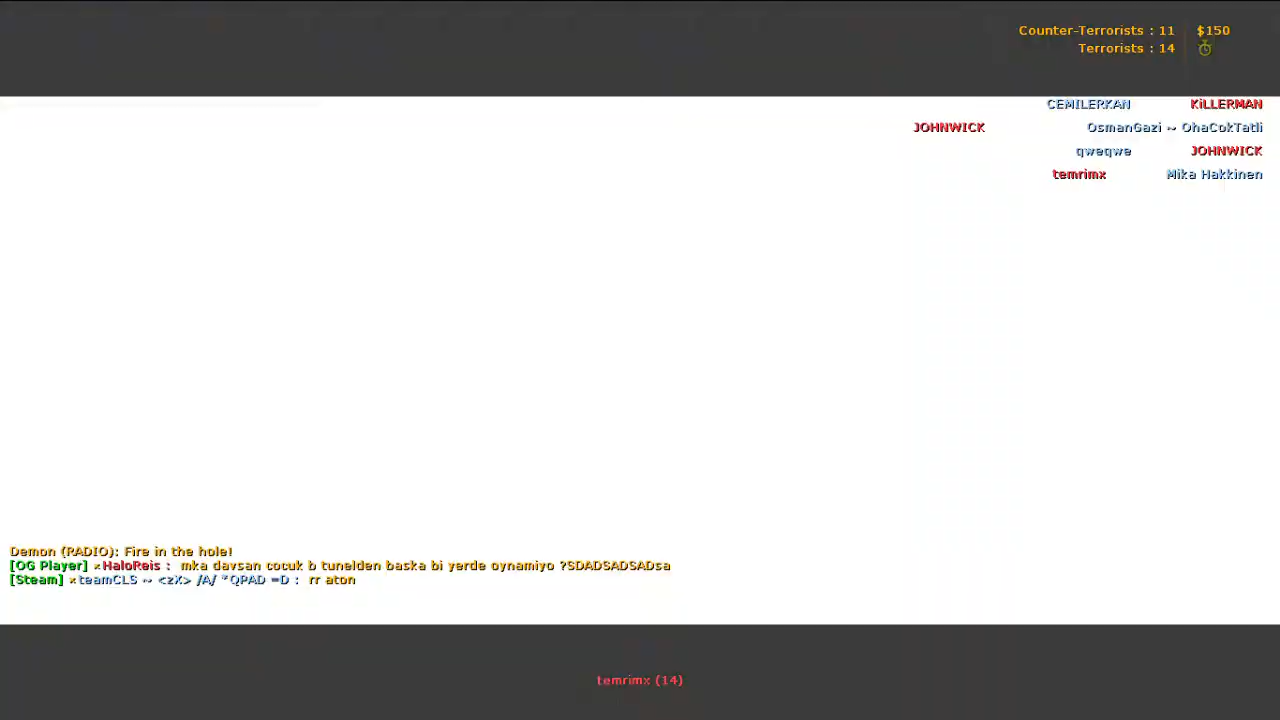 Counter-Terrorists : 11 $150
Terrorists : 14
CEMILERKAN KiLLERMAN
JOHNWICK OsmanGazi ~ OhaCokTatli
qweqwe JOHNWICK
temrimx Mika Hakkinen
Demon (RADIO): Fire in the hole!
[OG Player] ×HaloReis : mka davsan cocuk b tunelden baska bi yerde oynamiyo ?SDADSADSADsa
[Steam] ×teamCLS ~ <zX> /A/ *QPAD =D : rr aton
temrimx (14)